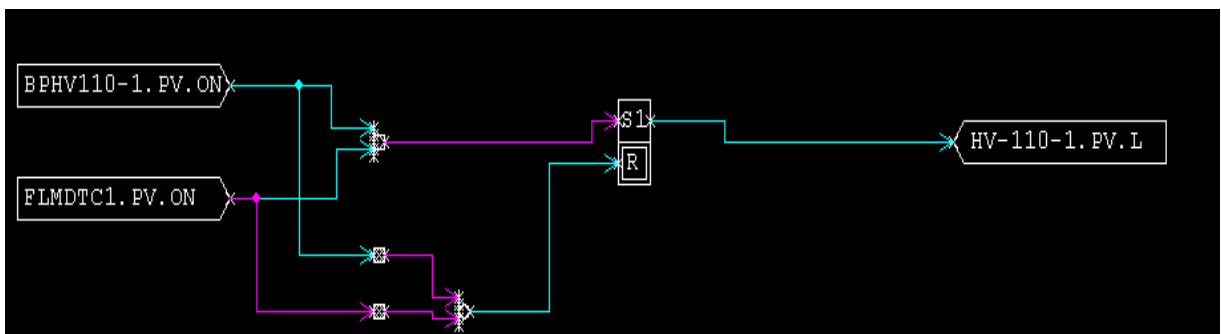 BPHV110-1.PV.ON
S1
HV-110-1.PV.L
R
FLMDTC1.PV.ON